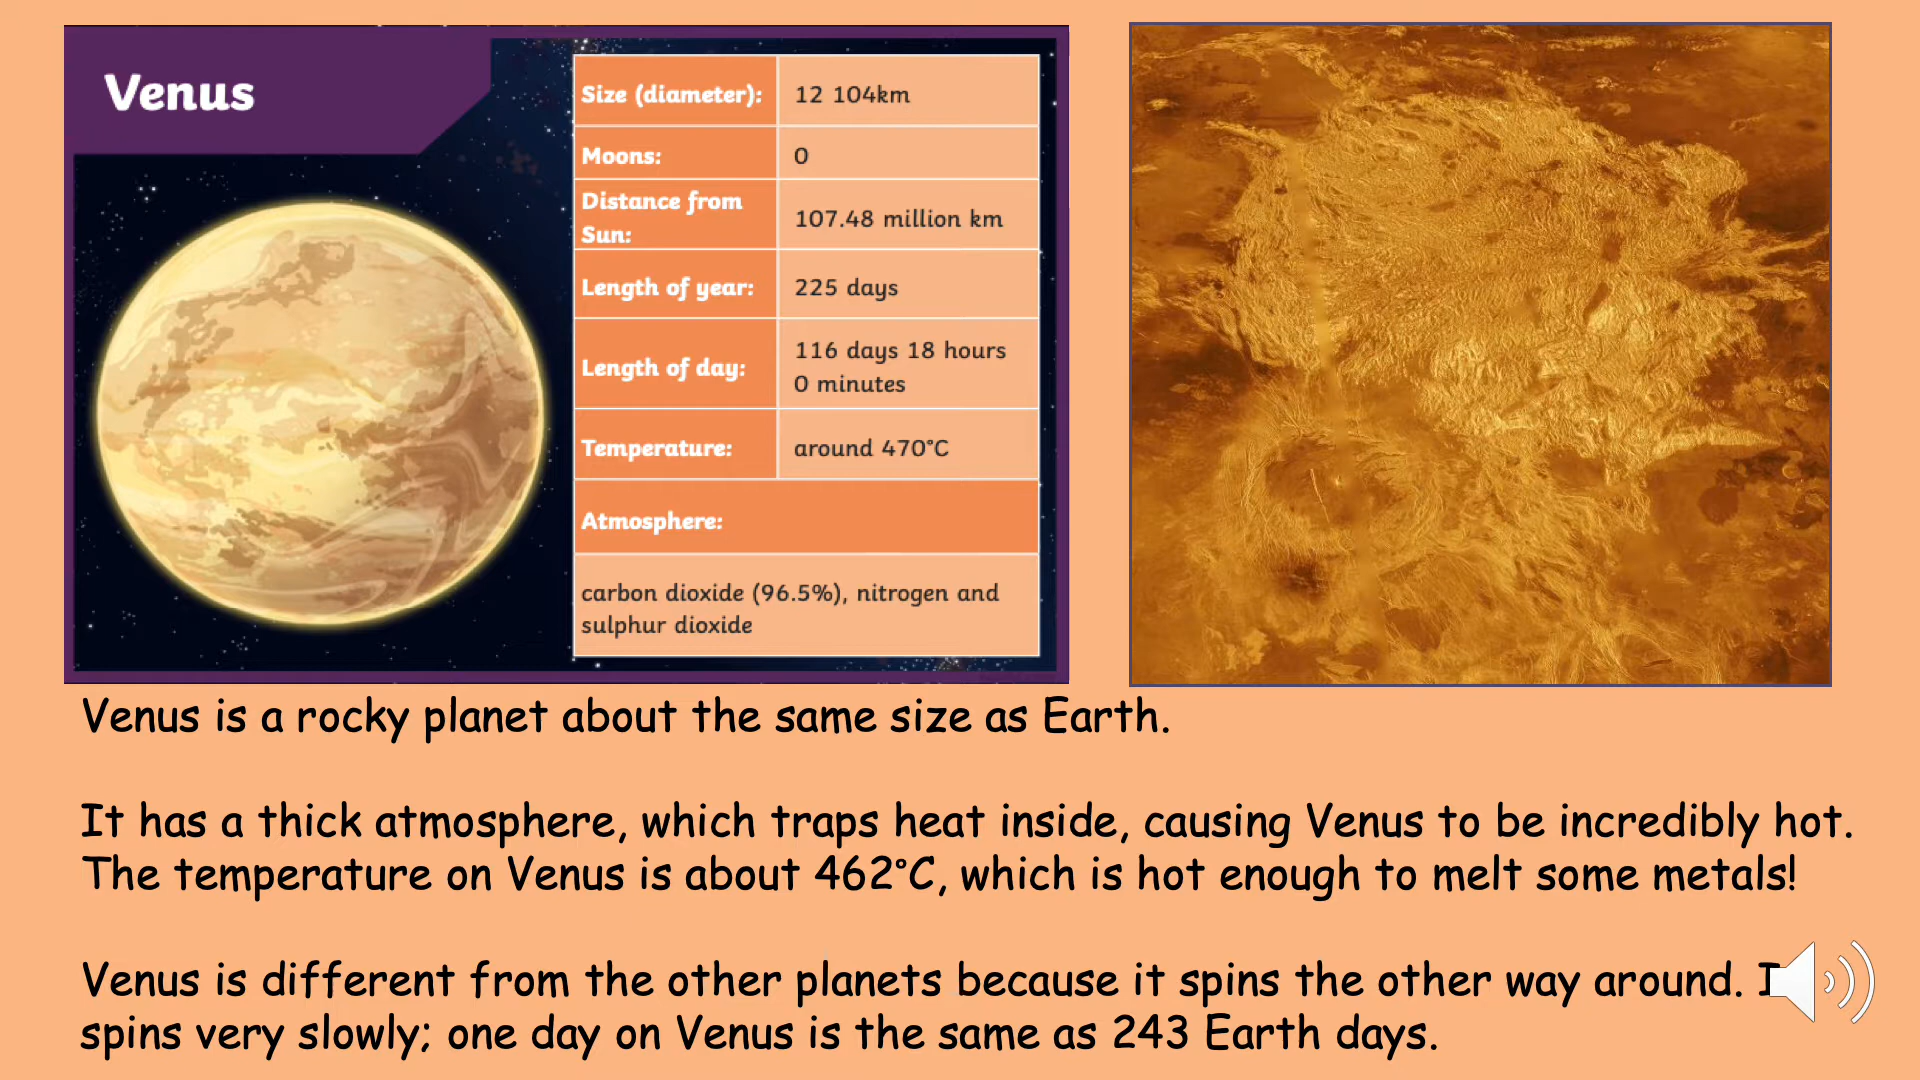 Venus
Size (diameter): 12 104km
Moons: 0
Distance from
Sun: 107.48 million km
Length of year: 225 days
Length of day: 116 days 18 hours
0 minutes
Temperature: around 470°C
Atmosphere:
carbon dioxide (96.5%), nitrogen and
sulphur dioxide
Venus is a rocky planet about the same size as Earth.
It has a thick atmosphere, which traps heat inside, causing Venus to be incredibly hot.
The temperature on Venus is about 462°C, which is hot enough to melt some metals!
Venus is different from the other planets because it spins the other way around.
spins very slowly; one day on Venus is the same as 243 Earth days.